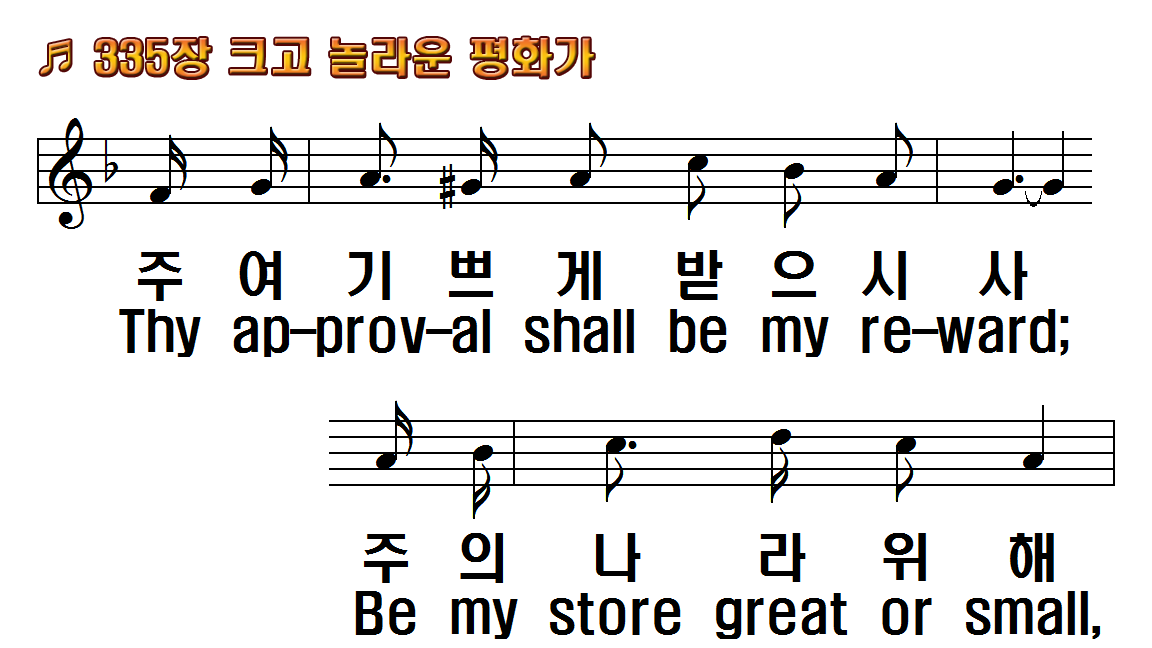 335장 크고 놀라운 평화가
주 여 기 쁘 게 받 으 시 사
Thy ap-prov-al shall be my re-ward;
주 의 나 라 위 해
Be my store great or small,